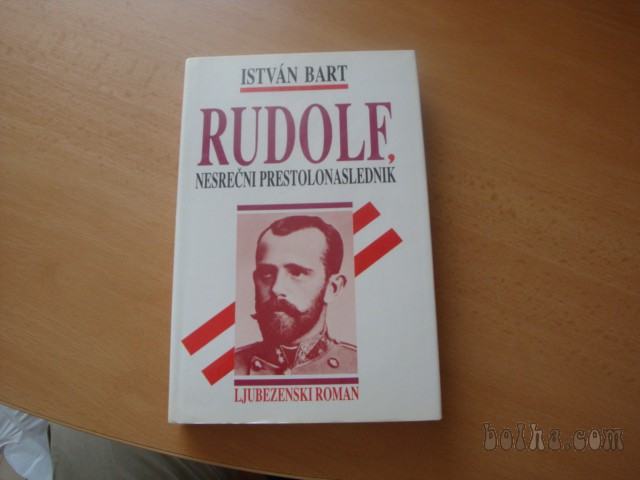 ISTVÁN BART
RUDOLF,
NESREČNI PRESTOLONASLEDNIK
LJUBEZENSKI ROMAN
bolha.com